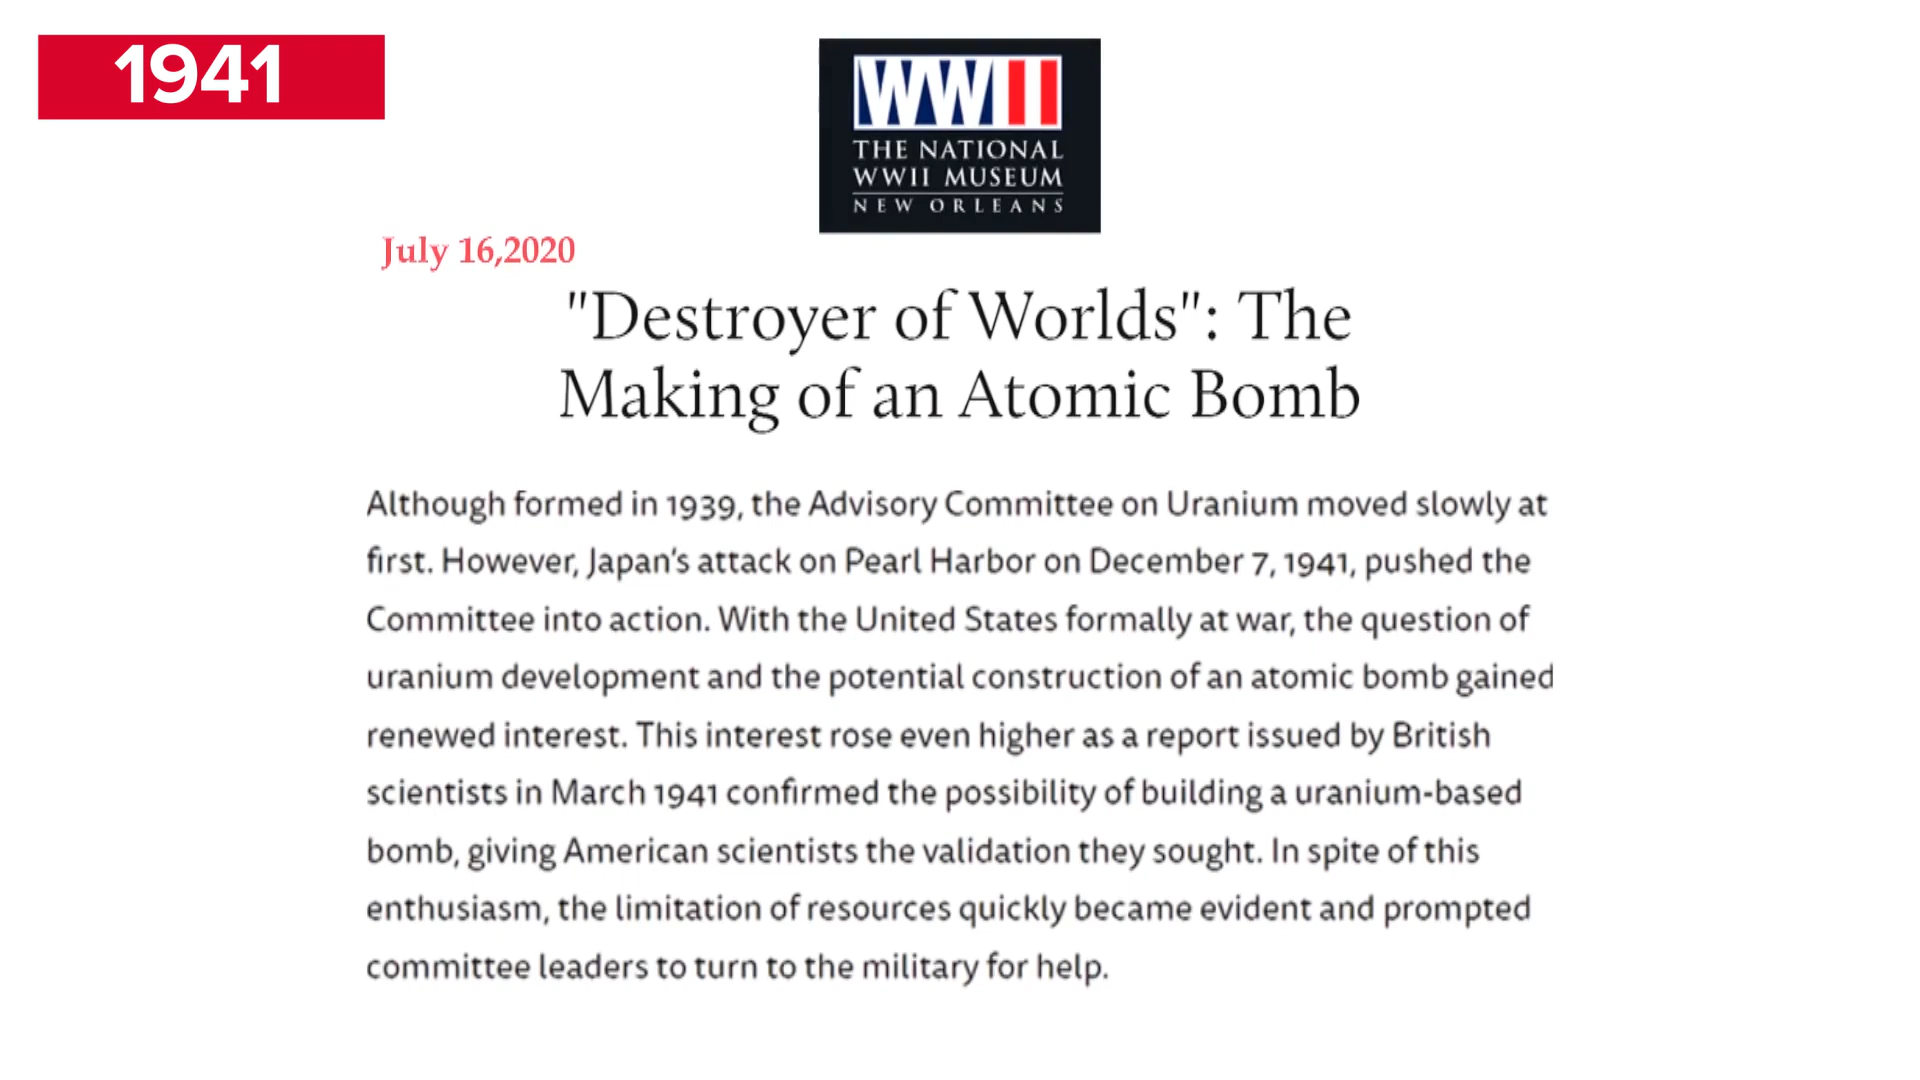 1941
WWII
THE NATIONAL
WWII MUSEUM
NEW ORLEANS
July 16,2020
"Destroyer of Worlds": The
Making of an Atomic Bomb
Although formed in 1939, the Advisory Committee on Uranium moved slowly at
first. However, Japan's attack on Pearl Harbor on December 7, 1941, pushed the
Committee into action. With the United States formally at war, the question of
uranium development and the potential construction of an atomic bomb gained
renewed interest. This interest rose even higher as a report issued by British
scientists in March 1941 confirmed the possibility of building a uranium-based
bomb, giving American scientists the validation they sought. In spite of this
enthusiasm, the limitation of resources quickly became evident and prompted
committee leaders to turn to the military for help.